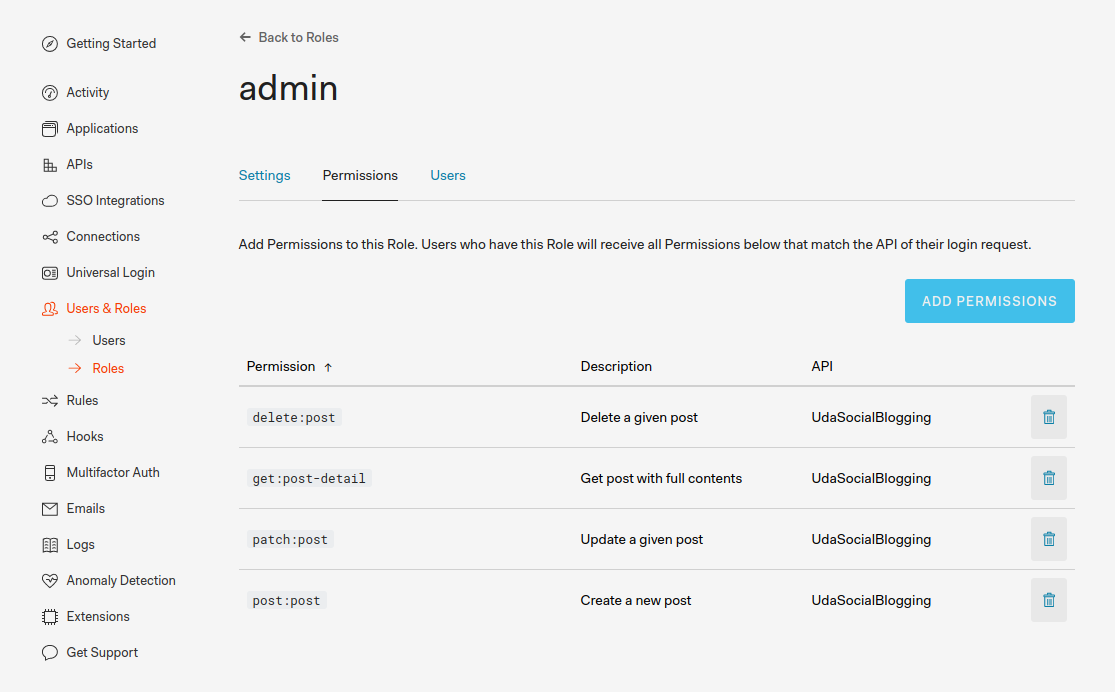 Getting Started
Activity
Applications
APIs
SSO Integrations
Connections
Universal Login
Users & Roles
Users
Roles
Rules
Hooks
Multifactor Auth
Emails
Logs
Anomaly Detection
Extensions
Get Support
Back to Roles
admin
Settings Permissions Users
Add Permissions to this Role. Users who have this Role will receive all Permissions below that match the API of their login request.
ADD PERMISSIONS
Permission Description API
delete:post Delete a given post UdaSocialBlogging
get:post-detail Get post with full contents UdaSocialBlogging
patch:post Update a given post UdaSocialBlogging
post:post Create a new post UdaSocialBlogging